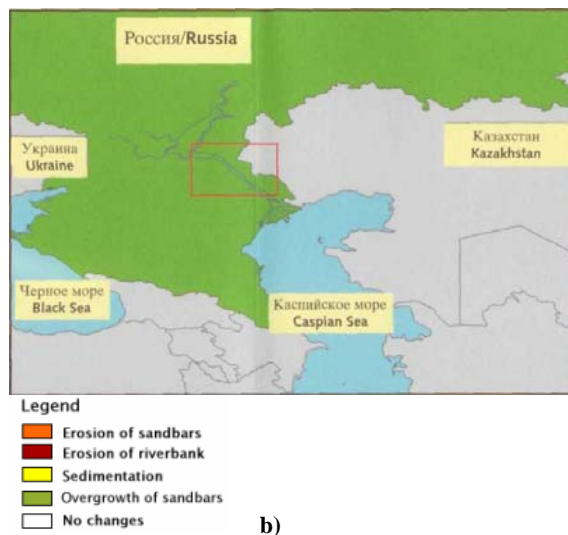 Россия/Russia
Украина
Ukraine
Казахстан
Kazakhstan
Черное море
Black Sea
Каспийское море
Caspian Sea
Legend
Erosion of sandbars
Erosion of riverbank
Sedimentation
Overgrowth of sandbars
No changes
b)